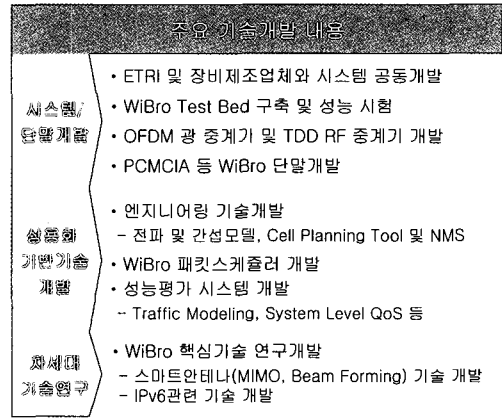 주요 기술개발 내용
시스템/
단말개발
• ETRI 및 장비제조업체와 시스템 공동개발
• WiBro Test Bed 구축 및 성능 시험
• OFDM 광 중계기 및 TDD RF 중계기 개발
• PCMCIA 등 WiBro 단말개발
상용화
기반기술
개발
• 엔지니어링 기술개발
– 전파 및 간섭모델, Cell Planning Tool 및 NMS
• WiBro 패킷스케쥴러 개발
• 성능평가 시스템 개발
– Traffic Modeling, System Level QoS 등
차세대
기술연구
• WiBro 핵심기술 연구개발
– 스마트안테나(MIMO, Beam Forming) 기술 개발
– IPv6관련 기술 개발